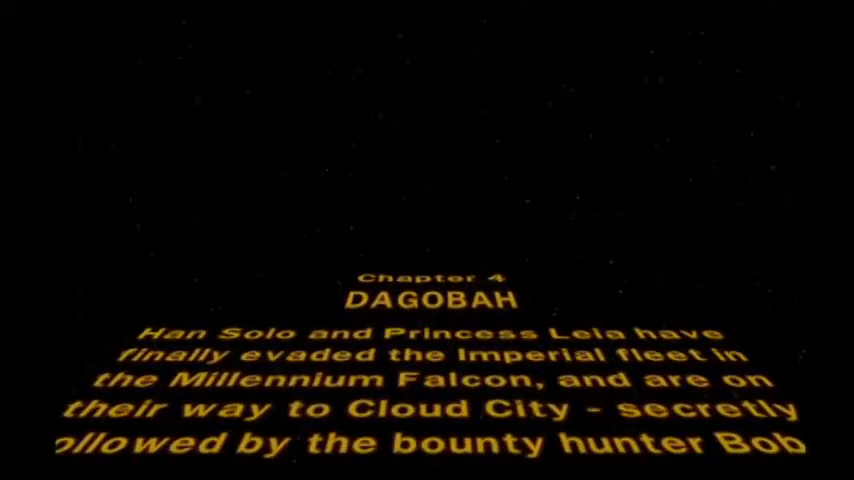 Chapter 4
DAGOBAH
Han Solo and Princess Leia have
finally evaded the Imperial fleet in
the Millennium Falcon, and are on
their way to Cloud City - secretly
ollowed by the bounty hunter Bob